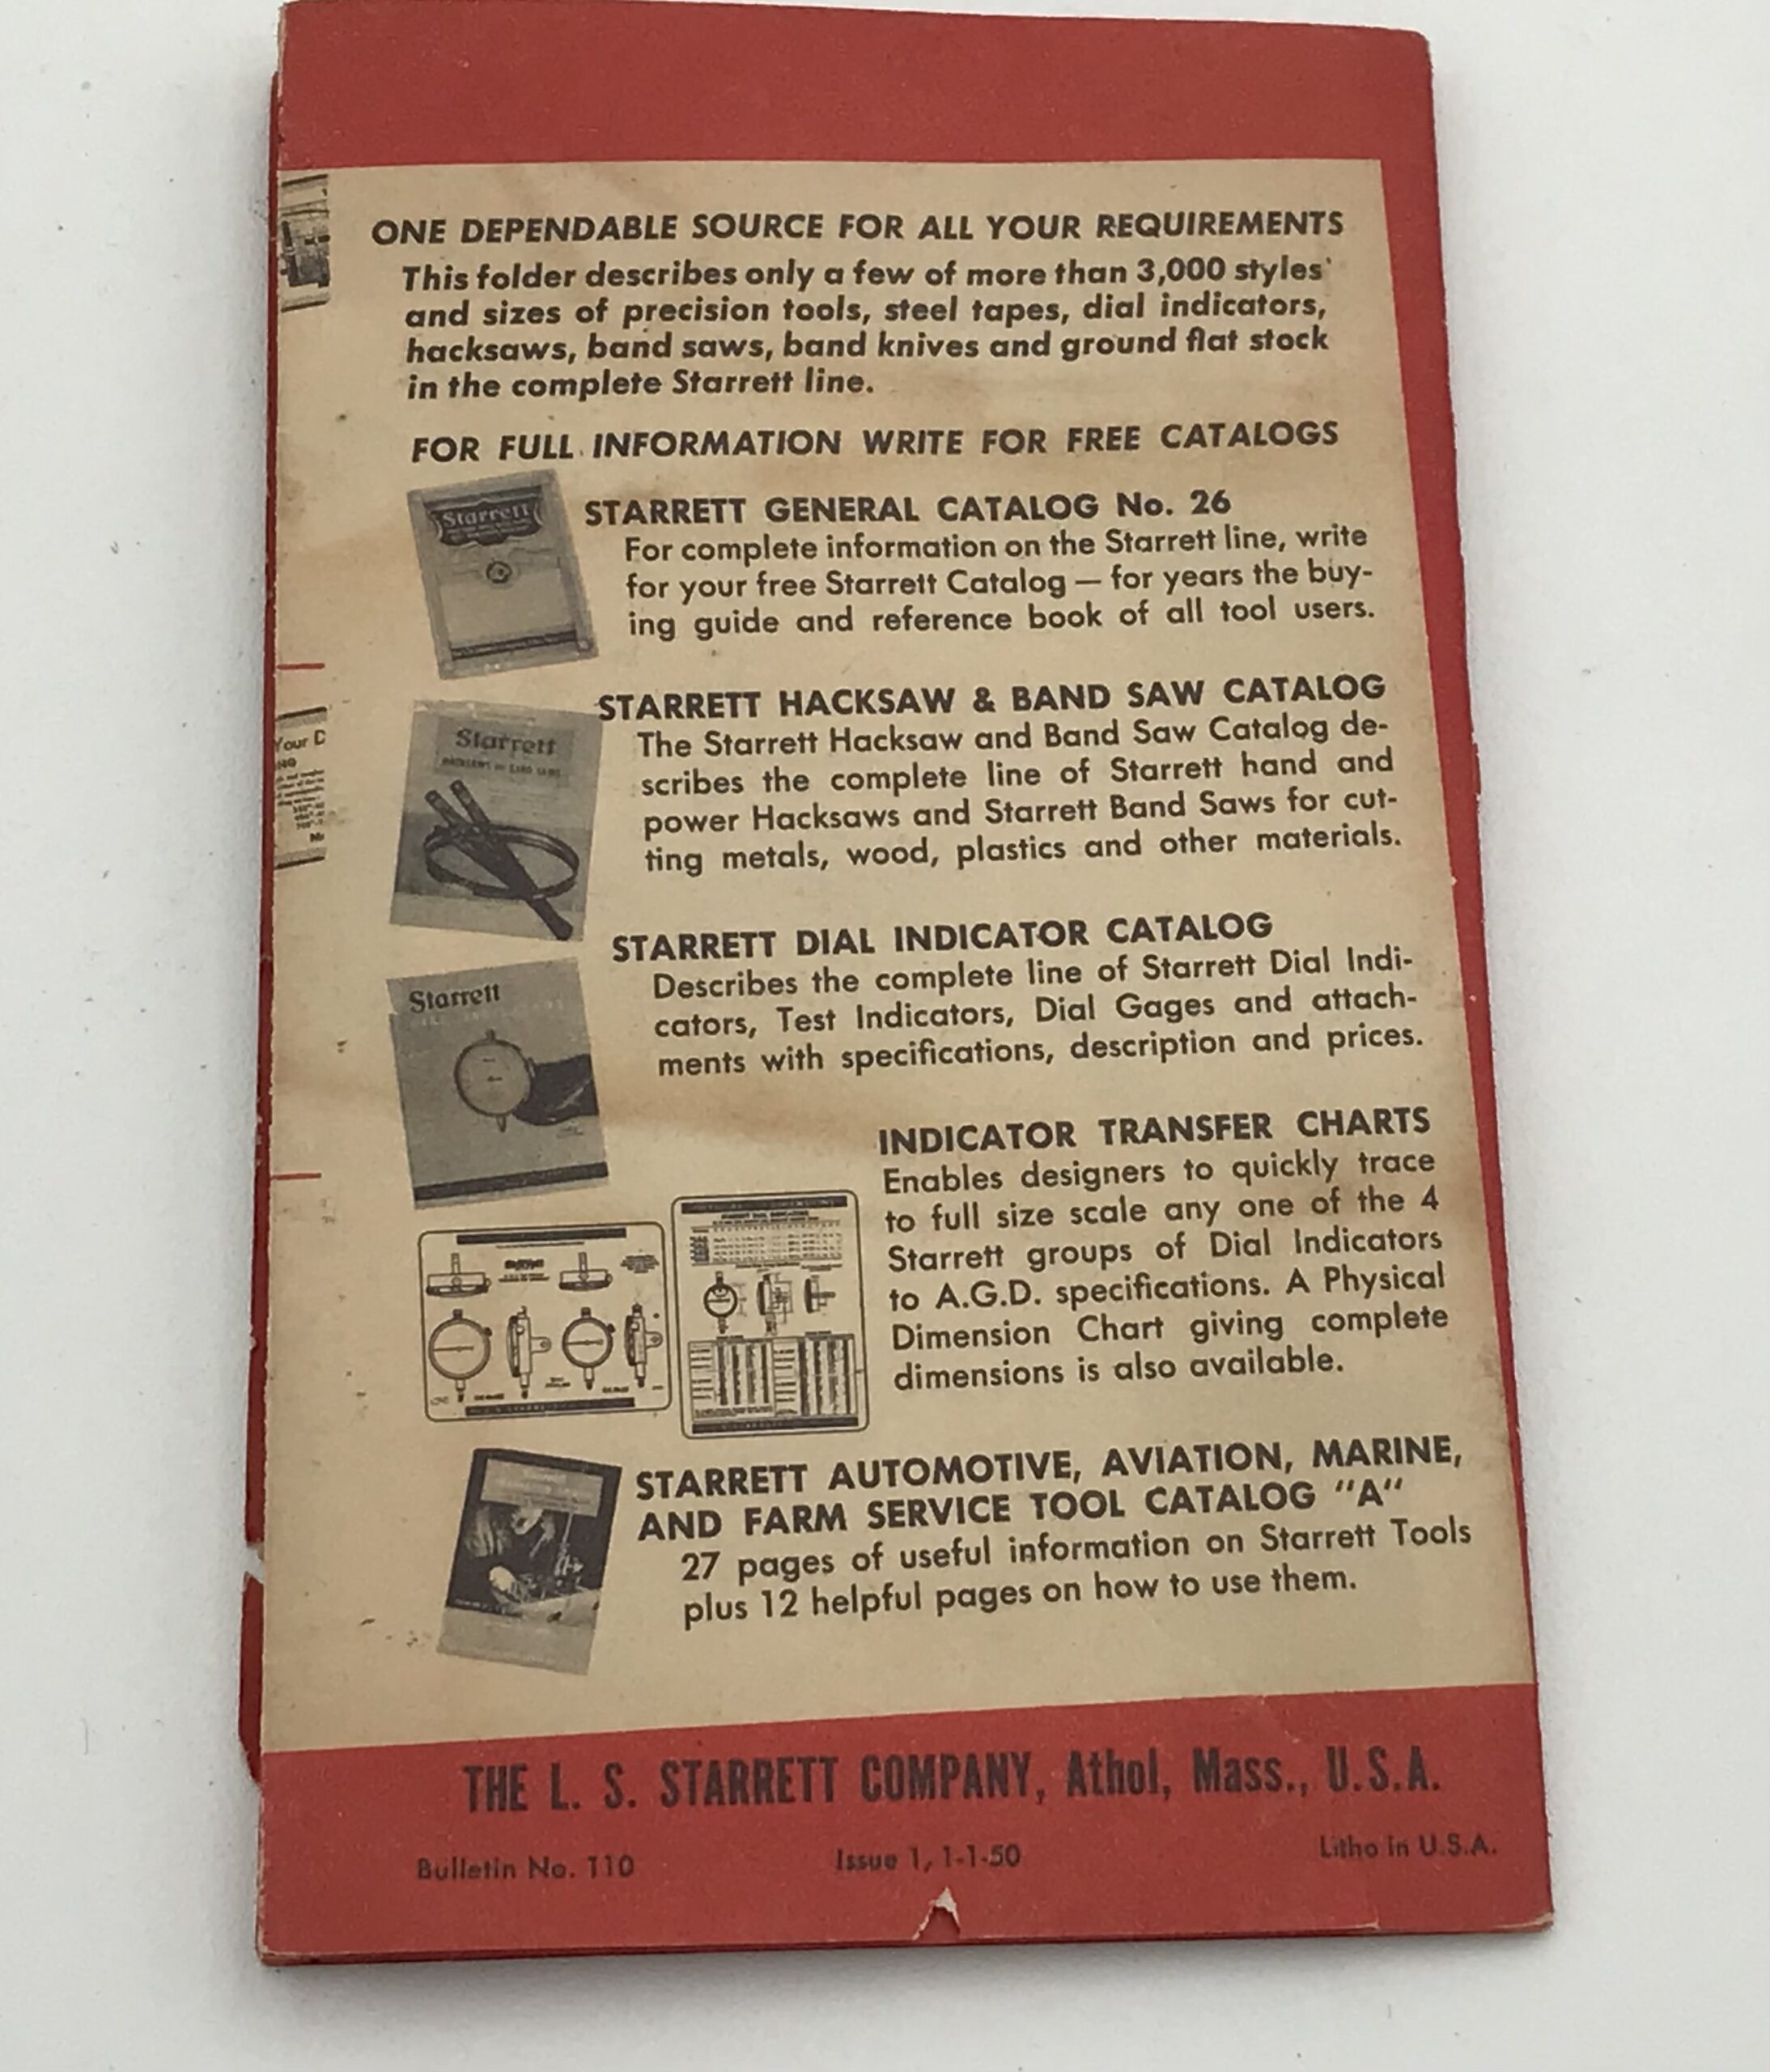 ONE DEPENDABLE SOURCE FOR ALL YOUR REQUIREMENTS
This folder describes only a few of more than 3,000 styles
and sizes of precision tools, steel tapes, dial indicators,
hacksaws, band saws, band knives and ground flat stock
in the complete Starrett line.
FOR FULL INFORMATION WRITE FOR FREE CATALOGS
Starrett
STARRETT GENERAL CATALOG No. 26
For complete information on the Starrett line, write
for your free Starrett Catalog — for years the buy-
ing guide and reference book of all tool users.
Starrett
HACKSAWS and BAND SAWS
STARRETT HACKSAW & BAND SAW CATALOG
The Starrett Hacksaw and Band Saw Catalog de-
scribes the complete line of Starrett hand and
power Hacksaws and Starrett Band Saws for cut-
ting metals, wood, plastics and other materials.
Your D
Starrett
STARRETT DIAL INDICATOR CATALOG
Describes the complete line of Starrett Dial Indi-
cators, Test Indicators, Dial Gages and attach-
ments with specifications, description and prices.
INDICATOR TRANSFER CHARTS
Enables designers to quickly trace
to full size scale any one of the 4
Starrett groups of Dial Indicators
to A.G.D. specifications. A Physical
Dimension Chart giving complete
dimensions is also available.
STARRETT AUTOMOTIVE, AVIATION, MARINE,
AND FARM SERVICE TOOL CATALOG "A"
27 pages of useful information on Starrett Tools
plus 12 helpful pages on how to use them.
THE L. S. STARRETT COMPANY, Athol, Mass., U.S.A.
Bulletin No. 110
Issue 1, 1-1-50
Litho in U.S.A.